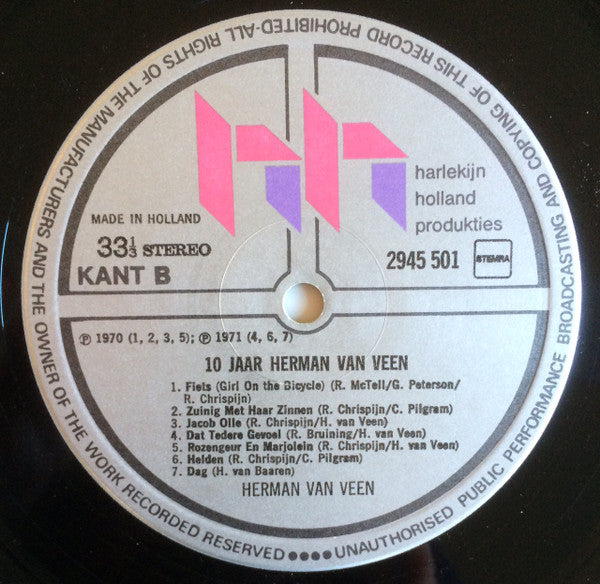 UNAUTHORISED PUBLIC PERFORMANCE BROADCASTING AND COPYING OF THIS RECORD PROHIBITED-ALL RIGHTS OF THE MANUFACTURERS AND THE OWNER OF THE WORK RECORDED RESERVED ●●●●
harlekijn
holland
produkties
MADE IN HOLLAND
33⅓ STEREO
2945 501
STEMRA
KANT B
Ⓟ 1970 (1, 2, 3, 5); Ⓟ 1971 (4, 6, 7)
10 JAAR HERMAN VAN VEEN
1. Fiets (Girl On the Bicycle) (R. McTell/G. Peterson/
R. Chrispijn)
2. Zuinig Met Haar Zinnen (R. Chrispijn/C. Pilgram)
3. Jacob Olle (R. Chrispijn/H. van Veen)
4. Dat Tedere Gevoel (R. Bruining/H. van Veen)
5. Rozengeur En Marjolein (R. Chrispijn/H. van Veen)
6. Helden (R. Chrispijn/C. Pilgram)
7. Dag (H. van Baaren)
HERMAN VAN VEEN